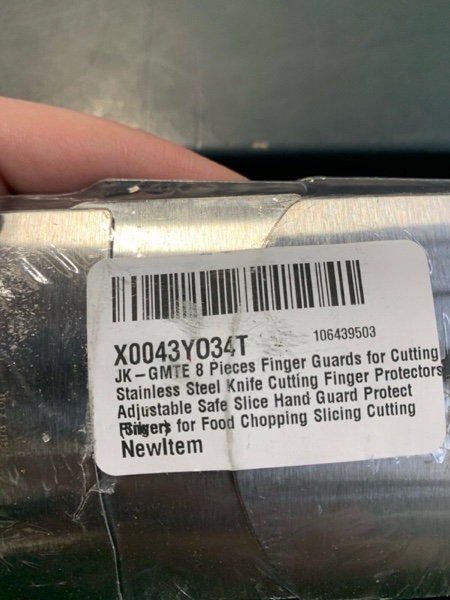 X0043YO34T
106439503
JK-GMTE 8 Pieces Finger Guards for Cutting,
Stainless Steel Knife Cutting Finger Protectors
Adjustable Safe Slice Hand Guard Protect
Fingers for Food Chopping Slicing Cutting
NewItem